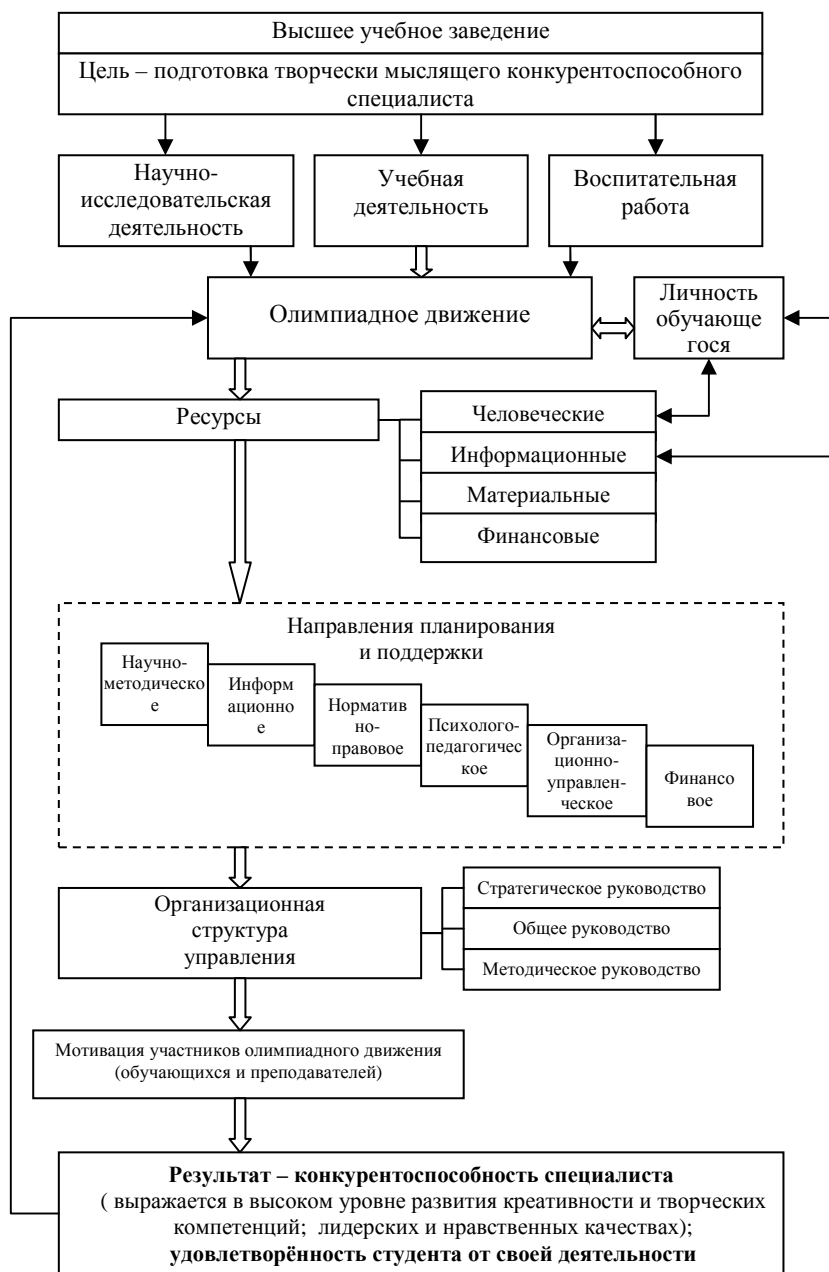 Высшее учебное заведение
Цель – подготовка творчески мыслящего конкурентоспособного
специалиста
Научно-
исследовательская
деятельность
Учебная
деятельность
Воспитательная
работа
Олимпиадное движение
Личность
обучающе
гося
Ресурсы
Человеческие
Информационные
Материальные
Финансовые
Направления планирования
и поддержки
Научно-
методическо
е
Информ
ационно
е
Норматив
но-
правовое
Психолого-
педагогичес
кое
Организа-
ционно-
управлен-
ческое
Финансо
вое
Организационная
структура
управления
Стратегическое руководство
Общее руководство
Методическое руководство
Мотивация участников олимпиадного движения
(обучающихся и преподавателей)
Результат – конкурентоспособность специалиста
( выражается в высоком уровне развития креативности и творческих
компетенций; лидерских и нравственных качествах);
удовлетворённость студента от своей деятельности